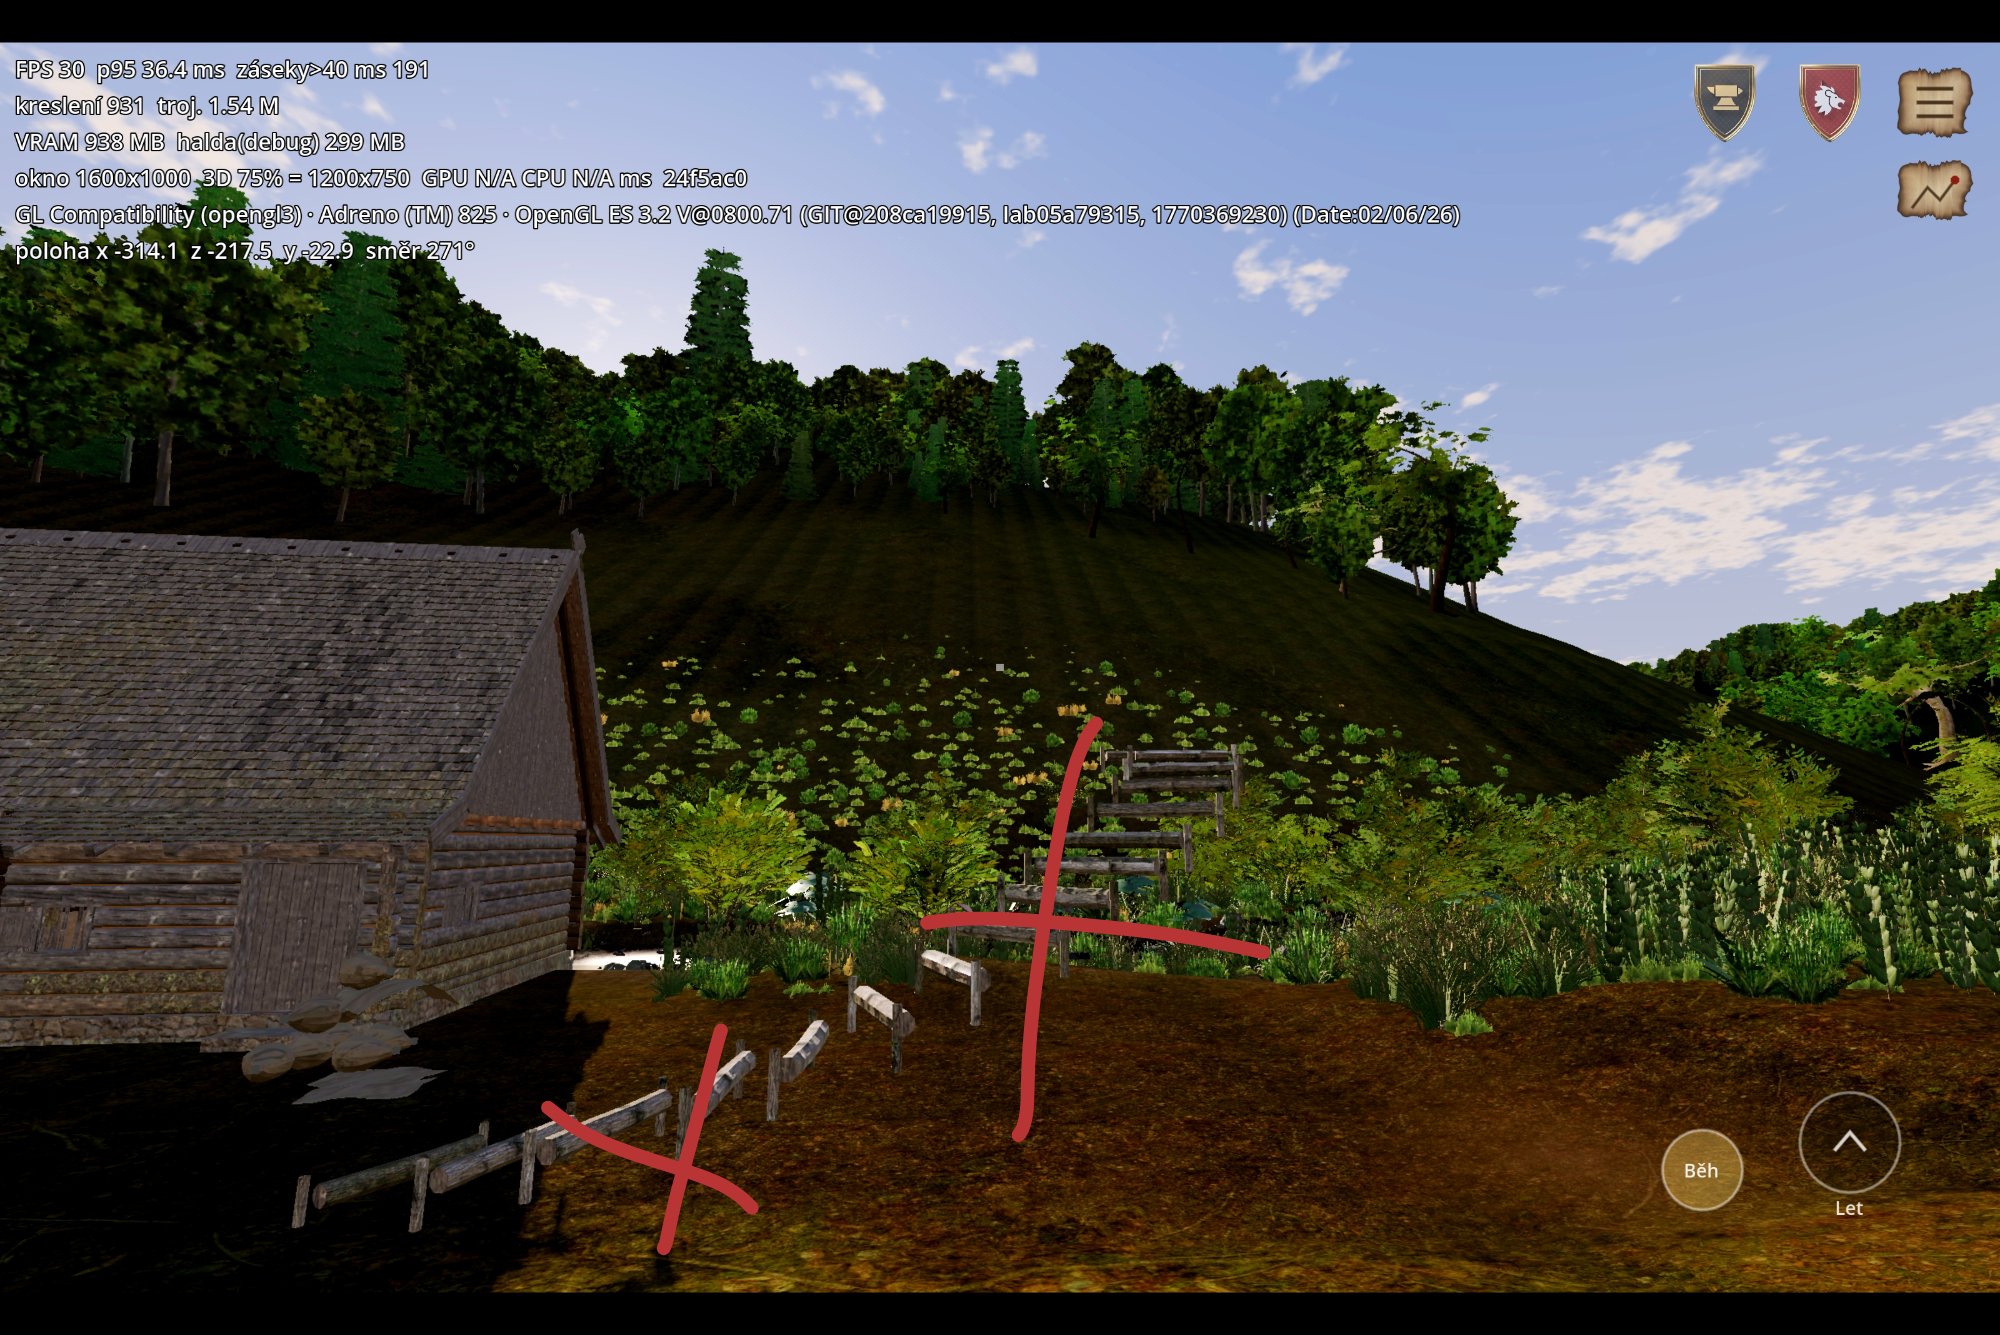 FPS 30  p95 36.4 ms  záseky>40 ms 191
kreslení 931  troj. 1.54 M
VRAM 938 MB  halda(debug) 299 MB
okno 1600x1000  3D 75% = 1200x750  GPU N/A CPU N/A ms  24f5ac0
GL Compatibility (opengl3) · Adreno (TM) 825 · OpenGL ES 3.2 V@0800.71 (GIT@208ca19915, lab05a79315, 1770369230) (Date:02/06/26)
poloha x -314.1  z -217.5  y -22.9  směr 271°
Běh
Let